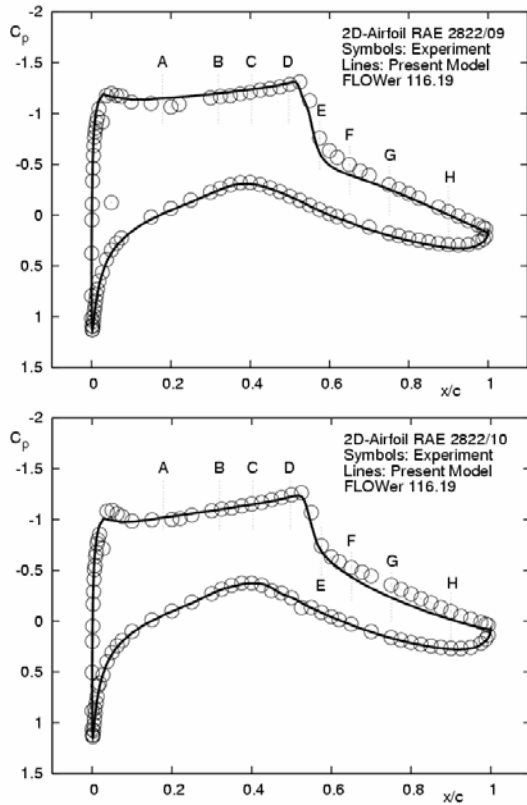 -2
C_p
2D-Airfoil RAE 2822/09
Symbols: Experiment
Lines: Present Model
FLOWer 116.19
-1.5
A B C D
-1
E
F
-0.5
G
H
0
0.5
1
1.5
0 0.2 0.4 0.6 0.8 1
x/c
-2
C_p
2D-Airfoil RAE 2822/10
Symbols: Experiment
Lines: Present Model
FLOWer 116.19
-1.5
A B C D
-1
F
G
-0.5
E
H
0
0.5
1
1.5
0 0.2 0.4 0.6 0.8 1
x/c